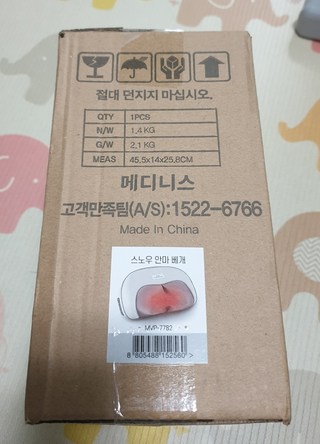 절대 던지지 마십시오.
QTY 1PCS
N/W 1,4 KG
G/W 2,1 KG
MEAS 45,5x14x25,8CM
메디니스
고객만족팀(A/S):1522-6766
Made In China
스노우 안마 베개
- MVP-7782 -
8 805488 152560 >